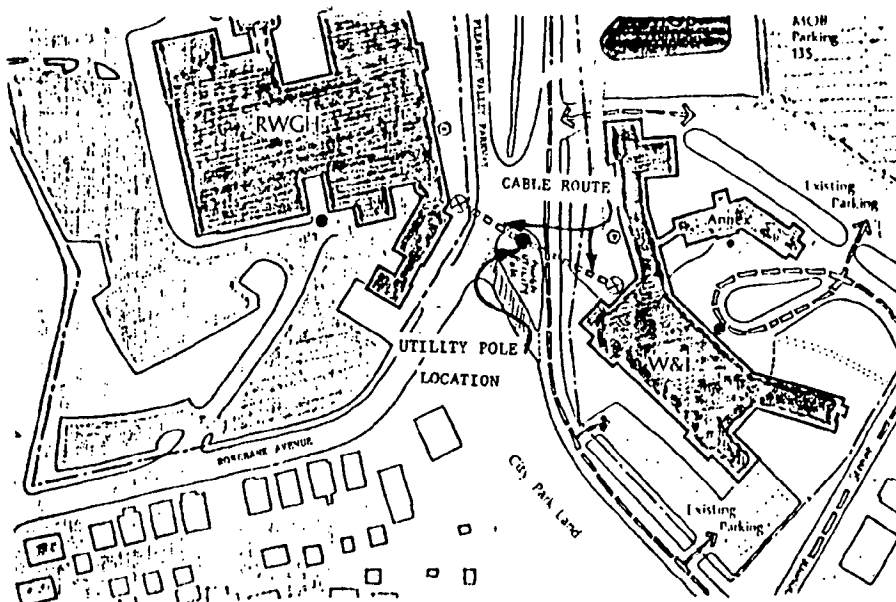 MOB
Parking
135
PLEASANT VALLEY PARKWAY
RWGH
CABLE ROUTE
Existing
Parking
Annex
W&I
UTILITY POLE
LOCATION
ROSEBANK AVENUE
City Park Land
Existing
Parking